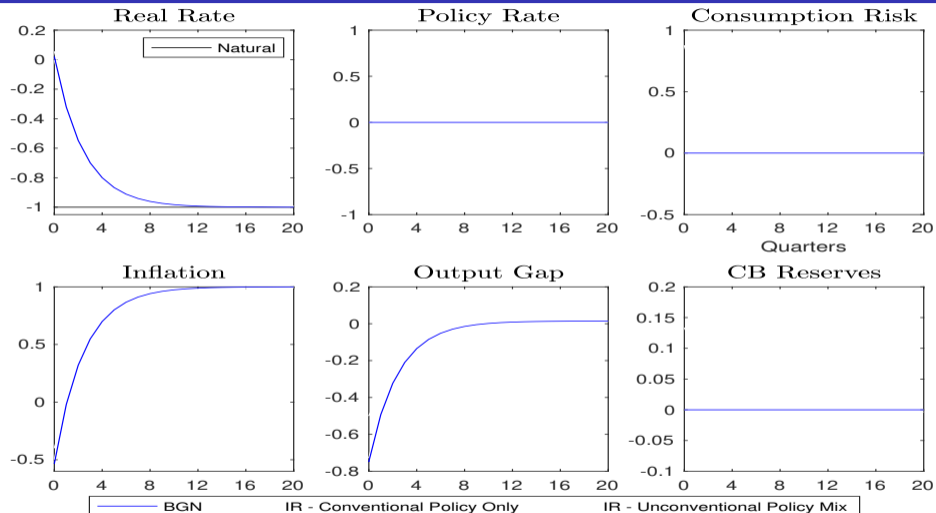 Real Rate
Policy Rate
Consumption Risk
0.2
0
-0.2
-0.4
-0.6
-0.8
-1
Natural
0 4 8 12 16 20
1
0.5
0
-0.5
-1
0 4 8 12 16 20
1
0.5
0
-0.5
0 4 8 12 16 20
Quarters
Inflation
Output Gap
CB Reserves
1
0.5
0
-0.5
0 4 8 12 16 20
0.2
0
-0.2
-0.4
-0.6
-0.8
0 4 8 12 16 20
0.2
0.15
0.1
0.05
0
-0.05
-0.1
0 4 8 12 16 20
BGN IR - Conventional Policy Only IR - Unconventional Policy Mix